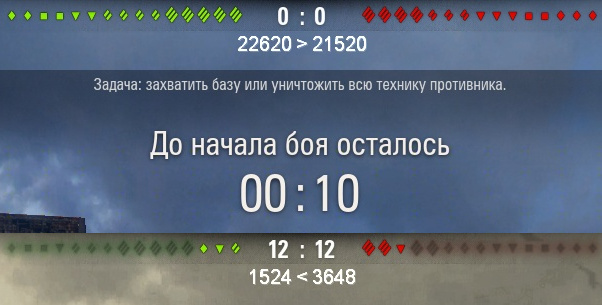 0 : 0
22620 > 21520
Задача: захватить базу или уничтожить всю технику противника.
До начала боя осталось
00 : 10
12 : 12
1524 < 3648